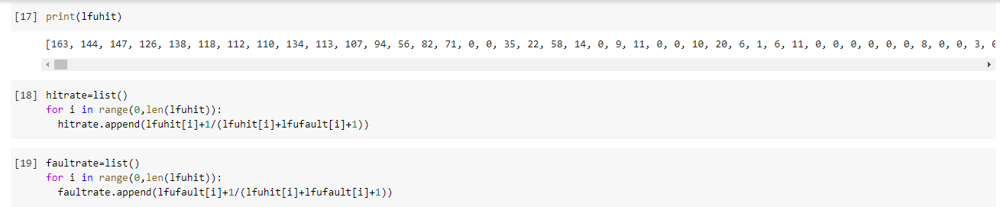 [17] print(lfuhit)
[163, 144, 147, 126, 138, 118, 112, 110, 134, 113, 107, 94, 56, 82, 71, 0, 0, 35, 22, 58, 14, 0, 9, 11, 0, 0, 10, 20, 6, 1, 6, 11, 0, 0, 0, 0, 0, 0, 8, 0, 0, 3, 0
[18] hitrate=list()
for i in range(0,len(lfuhit)):
  hitrate.append(lfuhit[i]+1/(lfuhit[i]+lfufault[i]+1))
[19] faultrate=list()
for i in range(0,len(lfuhit)):
  faultrate.append(lfufault[i]+1/(lfuhit[i]+lfufault[i]+1))